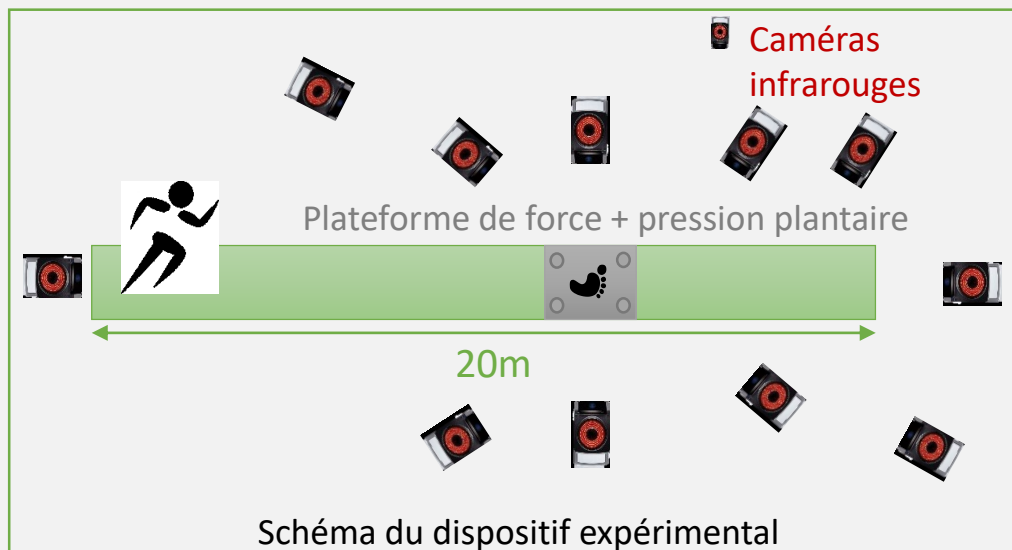 Caméras
infrarouges
Plateforme de force + pression plantaire
20m
Schéma du dispositif expérimental